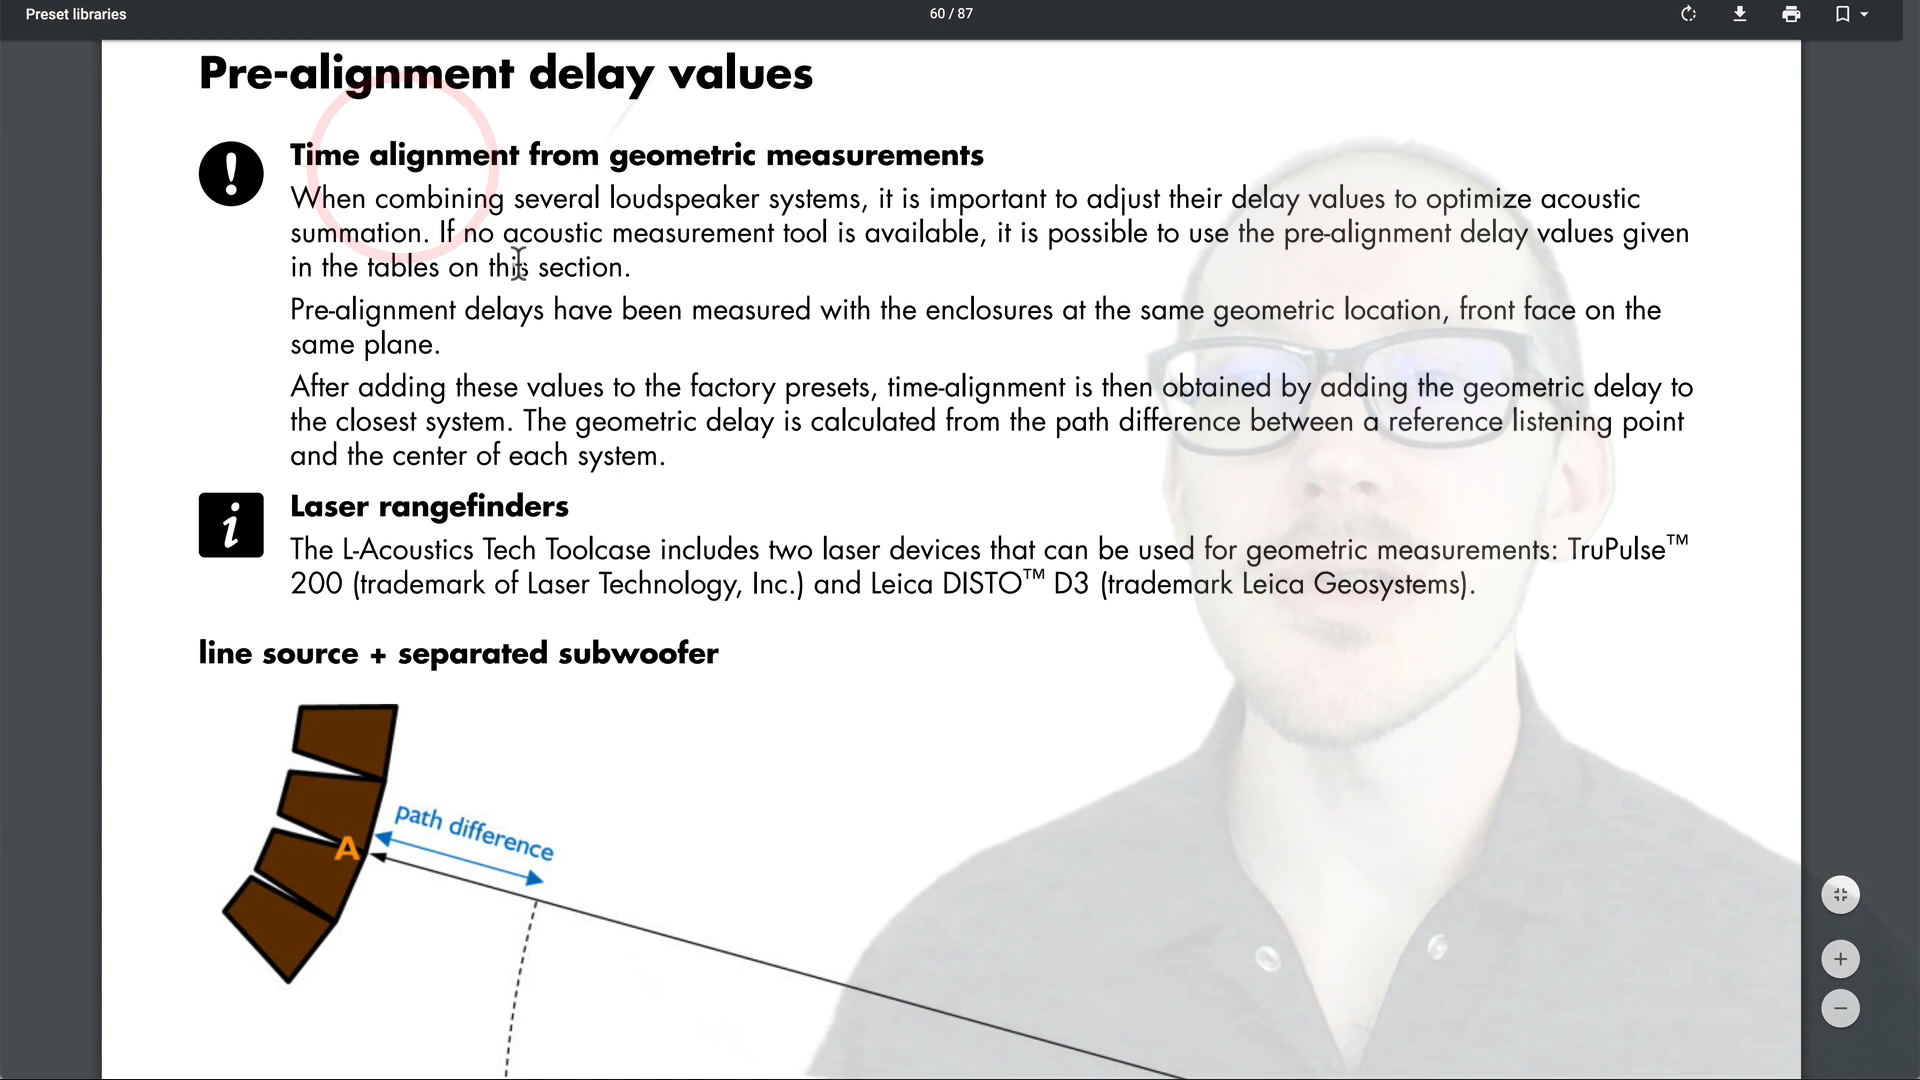 Preset libraries
60 / 87
Pre-alignment delay values
Time alignment from geometric measurements
When combining several loudspeaker systems, it is important to adjust their delay values to optimize acoustic
summation. If no acoustic measurement tool is available, it is possible to use the pre-alignment delay values given
in the tables on this section.
Pre-alignment delays have been measured with the enclosures at the same geometric location, front face on the
same plane.
After adding these values to the factory presets, time-alignment is then obtained by adding the geometric delay to
the closest system. The geometric delay is calculated from the path difference between a reference listening point
and the center of each system.
Laser rangefinders
The L-Acoustics Tech Toolcase includes two laser devices that can be used for geometric measurements: TruPulse™
200 (trademark of Laser Technology, Inc.) and Leica DISTO™ D3 (trademark Leica Geosystems).
line source + separated subwoofer
path difference
A